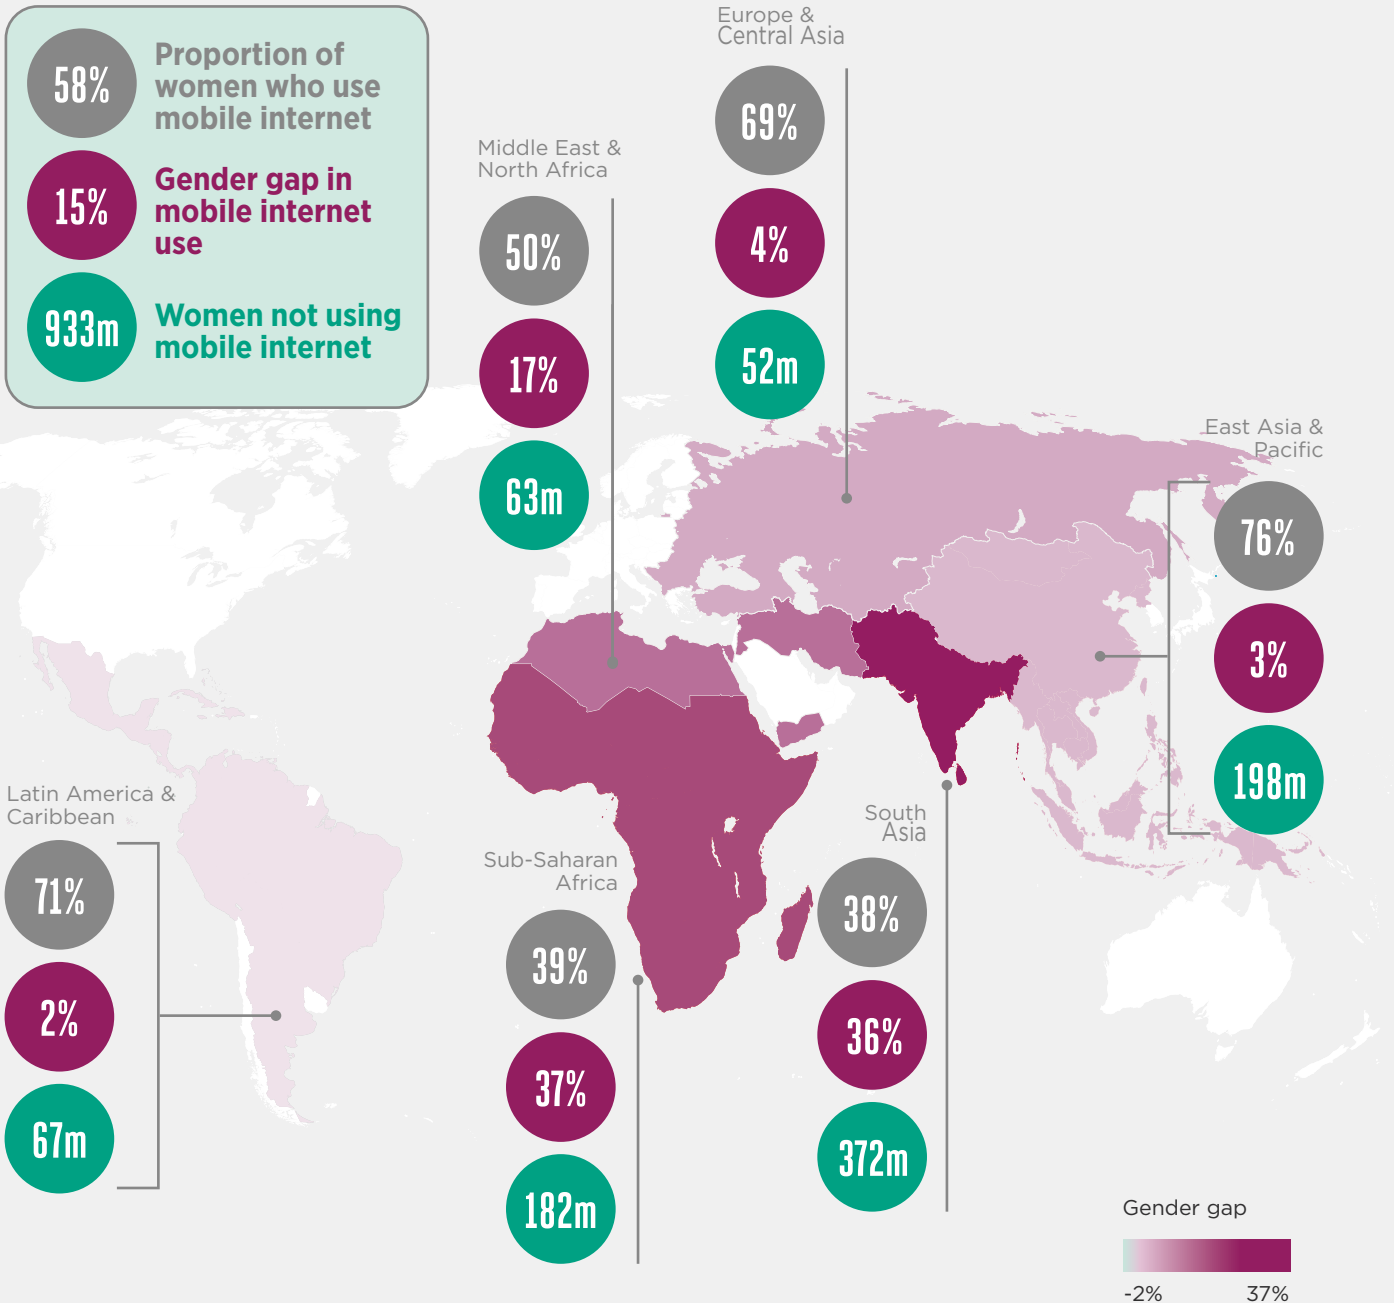 58%
Proportion of
women who use
mobile internet
15%
Gender gap in
mobile internet
use
933m
Women not using
mobile internet
Middle East &
North Africa
50%
17%
63m
Europe &
Central Asia
69%
4%
52m
East Asia &
Pacific
76%
3%
198m
Latin America &
Caribbean
71%
2%
67m
Sub-Saharan
Africa
39%
37%
182m
South
Asia
38%
36%
372m
Gender gap
-2%
37%